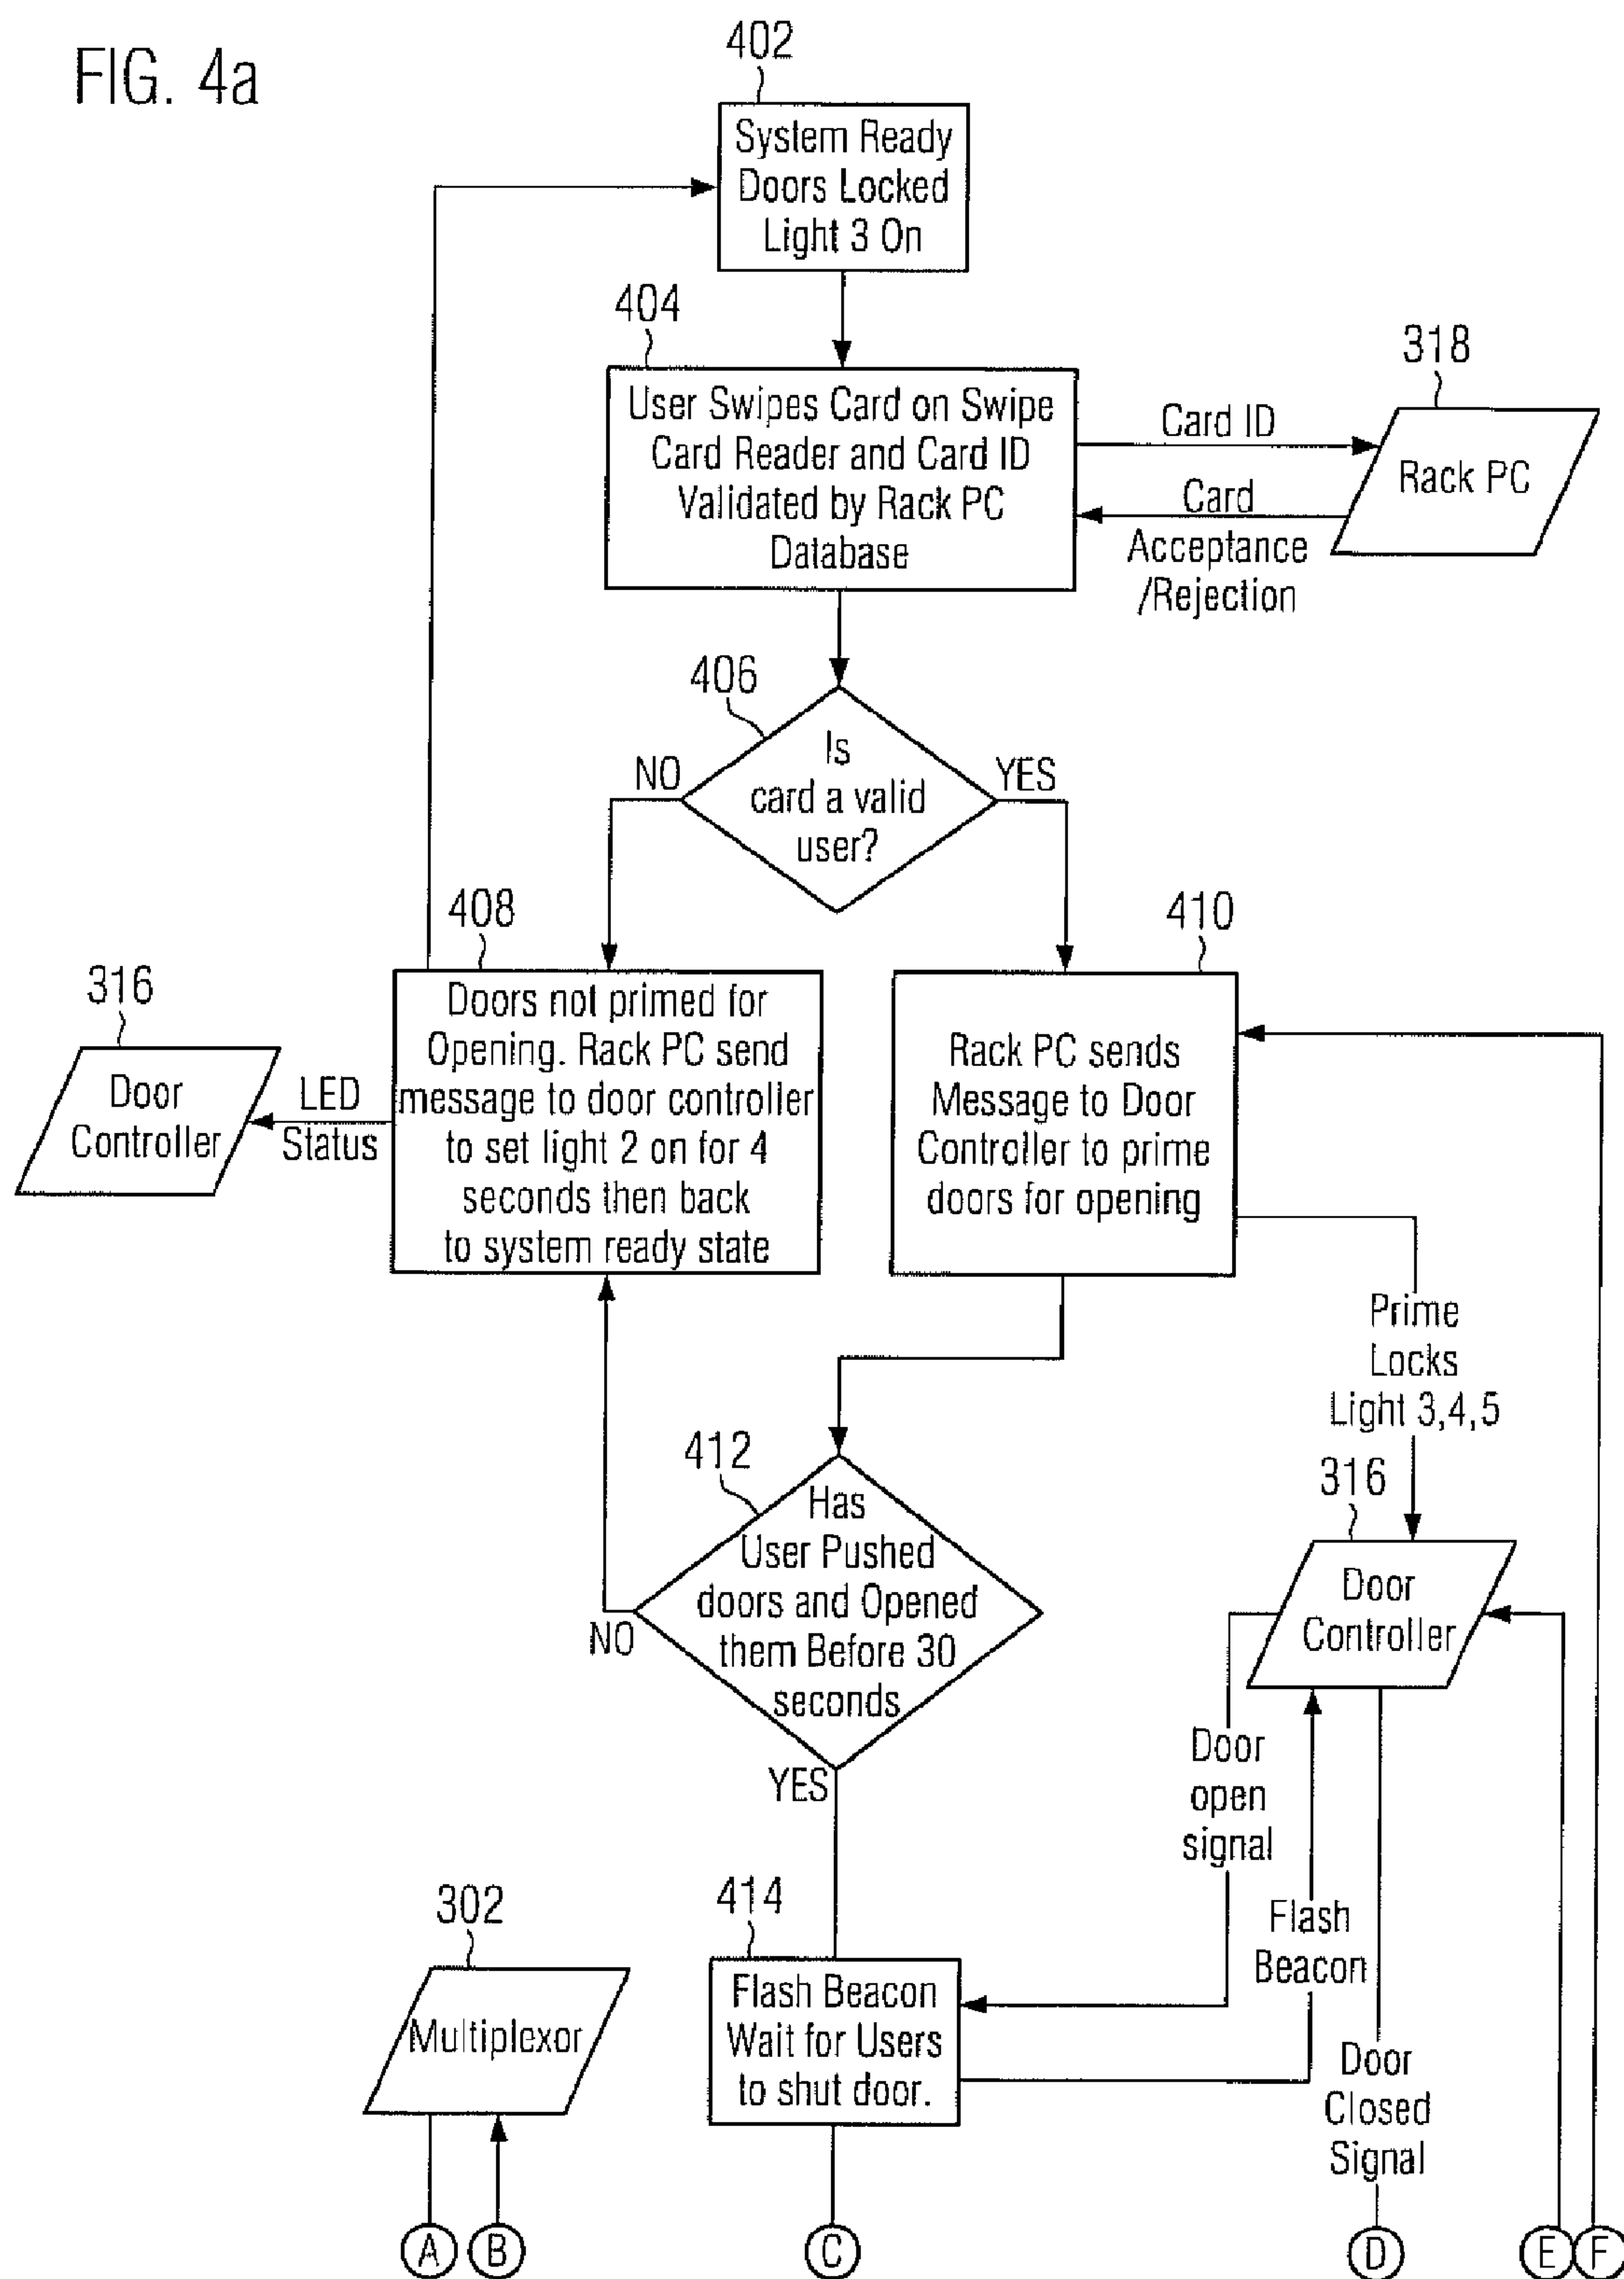 FIG. 4a
402
System Ready
Doors Locked
Light 3 On
404
User Swipes Card on Swipe
Card Reader and Card ID
Validated by Rack PC
Database
Card ID
Card
Acceptance
/Rejection
318
Rack PC
406
Is
card a valid
user?
NO
YES
408
Doors not primed for
Opening. Rack PC send
message to door controller
to set light 2 on for 4
seconds then back
to system ready state
316
Door
Controller
LED
Status
410
Rack PC sends
Message to Door
Controller to prime
doors for opening
Prime
Locks
Light 3,4,5
412
Has
User Pushed
doors and Opened
them Before 30
seconds
NO
YES
316
Door
Controller
Door
open
signal
Flash
Beacon
Door
Closed
Signal
414
Flash Beacon
Wait for Users
to shut door.
302
Multiplexor
A
B
C
D
E
F